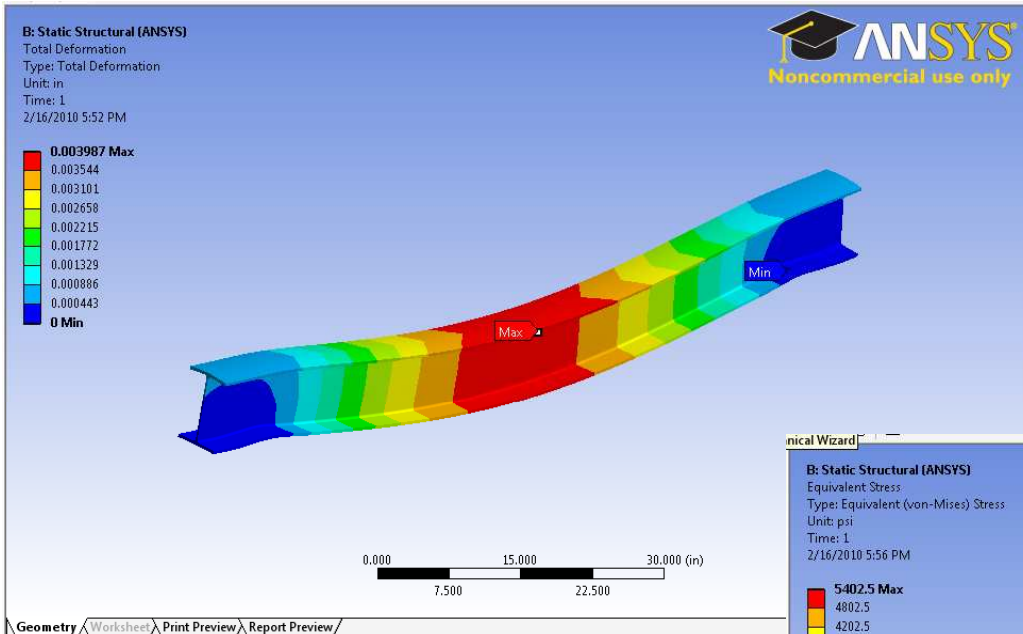 B: Static Structural (ANSYS)
Total Deformation
Type: Total Deformation
Unit: in
Time: 1
2/16/2010 5:52 PM
0.003987 Max
0.003544
0.003101
0.002658
0.002215
0.001772
0.001329
0.000886
0.000443
0 Min
ANSYS
Noncommercial use only
Min
Max
0.000 15.000 30.000 (in)
7.500 22.500
Geometry Worksheet Print Preview Report Preview
nical Wizard
B: Static Structural (ANSYS)
Equivalent Stress
Type: Equivalent (von-Mises) Stress
Unit: psi
Time: 1
2/16/2010 5:56 PM
5402.5 Max
4802.5
4202.5